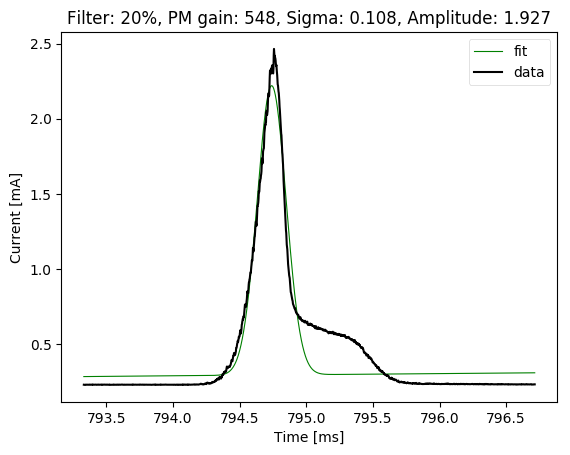 Filter: 20%, PM gain: 548, Sigma: 0.108, Amplitude: 1.927
fit
data
2.5
2.0
1.5
1.0
0.5
Current [mA]
793.5 794.0 794.5 795.0 795.5 796.0 796.5
Time [ms]